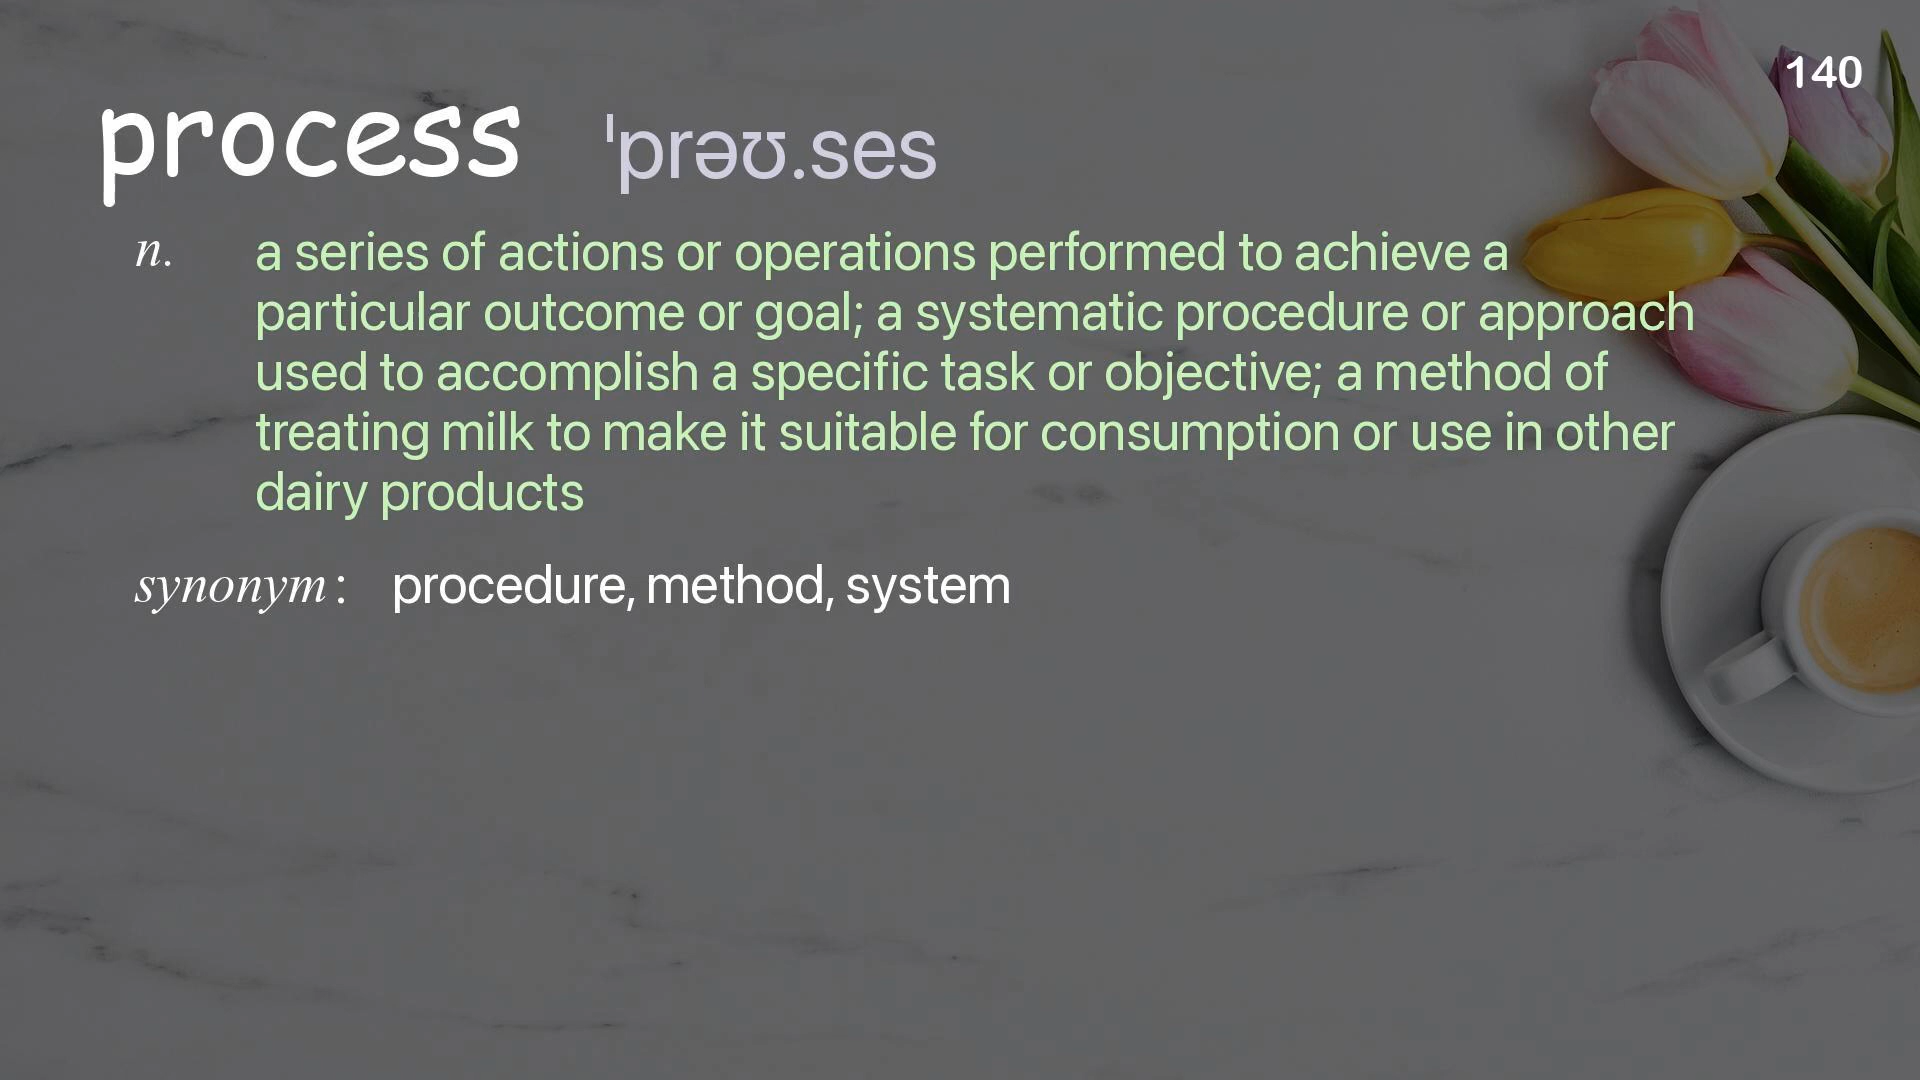 140
process ˈprəʊ.ses
n. a series of actions or operations performed to achieve a
particular outcome or goal; a systematic procedure or approach
used to accomplish a specific task or objective; a method of
treating milk to make it suitable for consumption or use in other
dairy products
synonym: procedure, method, system